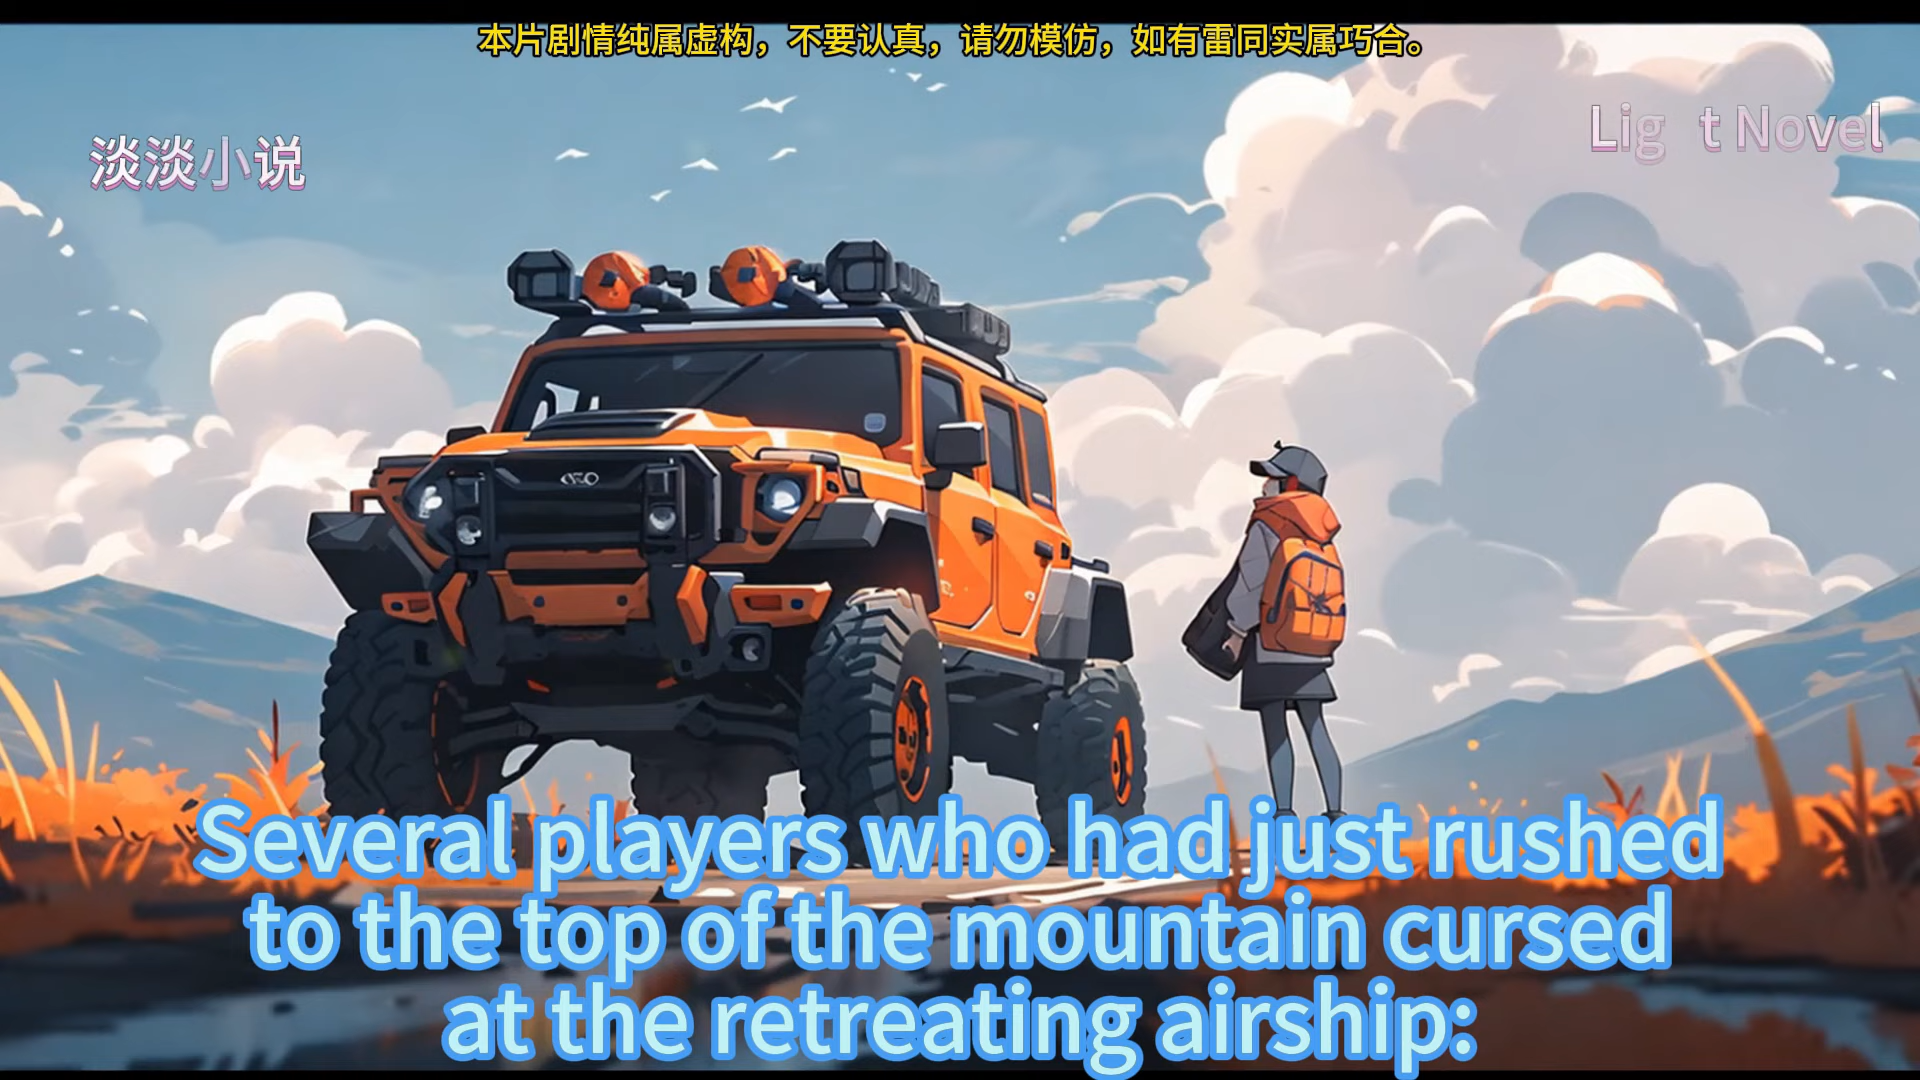 本片剧情纯属虚构，不要认真，请勿模仿，如有雷同实属巧合。
淡淡小说
Lig t Novel
Several players who had just rushed
to the top of the mountain cursed
at the retreating airship: